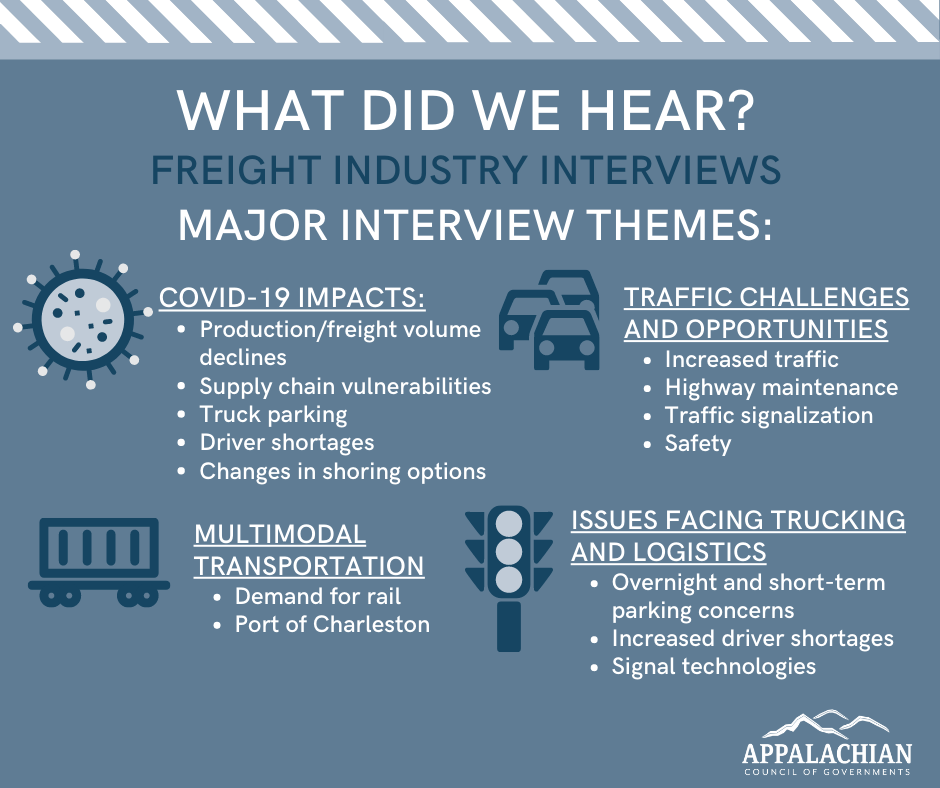 WHAT DID WE HEAR?
FREIGHT INDUSTRY INTERVIEWS
MAJOR INTERVIEW THEMES:
COVID-19 IMPACTS:
• Production/freight volume
declines
• Supply chain vulnerabilities
• Truck parking
• Driver shortages
• Changes in shoring options
TRAFFIC CHALLENGES
AND OPPORTUNITIES
• Increased traffic
• Highway maintenance
• Traffic signalization
• Safety
MULTIMODAL
TRANSPORTATION
• Demand for rail
• Port of Charleston
ISSUES FACING TRUCKING
AND LOGISTICS
• Overnight and short-term
parking concerns
• Increased driver shortages
• Signal technologies
APPALACHIAN
COUNCIL OF GOVERNMENTS